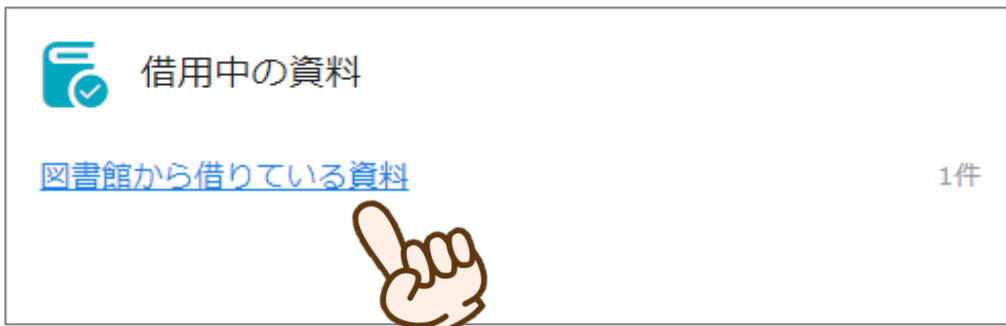 借用中の資料
図書館から借りている資料
1件